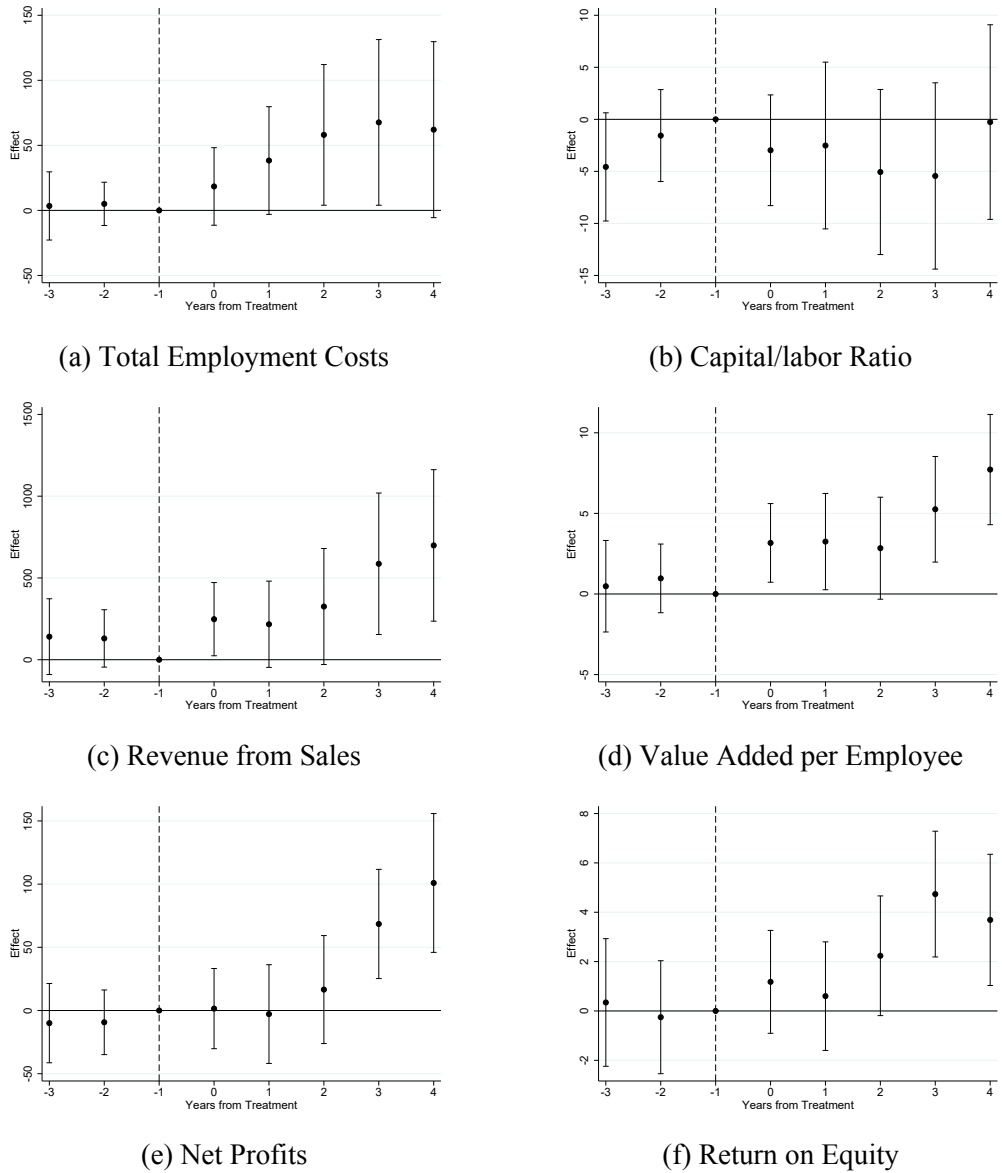 150
100
50
0
-50
Effect
-3 -2 -1 0 1 2 3 4
Years from Treatment
(a) Total Employment Costs
10
5
0
-5
-10
-15
Effect
-3 -2 -1 0 1 2 3 4
Years from Treatment
(b) Capital/labor Ratio
1500
1000
500
0
Effect
-3 -2 -1 0 1 2 3 4
Years from Treatment
(c) Revenue from Sales
10
5
0
-5
Effect
-3 -2 -1 0 1 2 3 4
Years from Treatment
(d) Value Added per Employee
150
100
50
0
-50
Effect
-3 -2 -1 0 1 2 3 4
Years from Treatment
(e) Net Profits
8
6
4
2
0
-2
Effect
-3 -2 -1 0 1 2 3 4
Years from Treatment
(f) Return on Equity